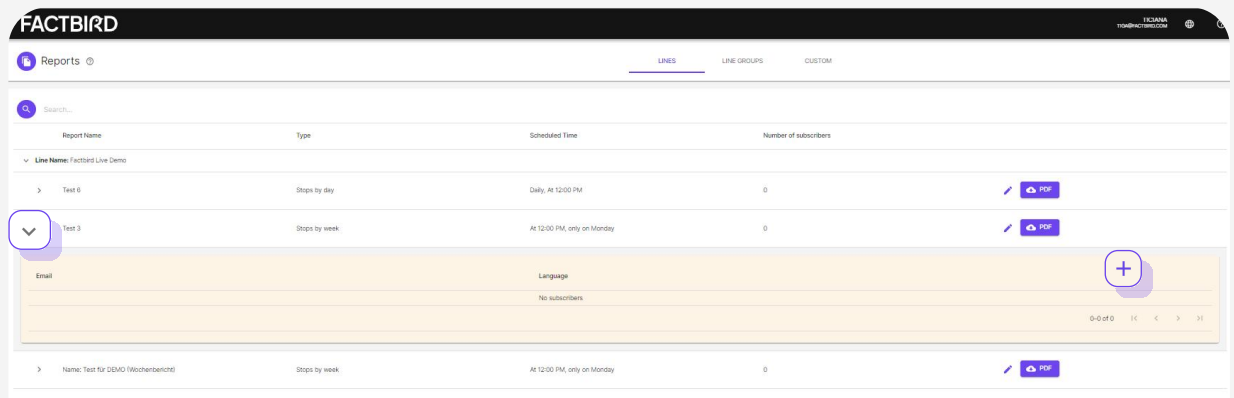 FACTBIRD
TICIANA
TIGA@FACTBIRD.COM
Reports
LINES
LINE GROUPS
CUSTOM
Search...
Report Name
Type
Scheduled Time
Number of subscribers
Line Name: Factbird Live Demo
Test 6
Stops by day
Daily, At 12:00 PM
0
PDF
Test 3
Stops by week
At 12:00 PM, only on Monday
0
PDF
Email
Language
No subscribers
0-0 of 0
Name: Test für DEMO (Wochenbericht)
Stops by week
At 12:00 PM, only on Monday
0
PDF